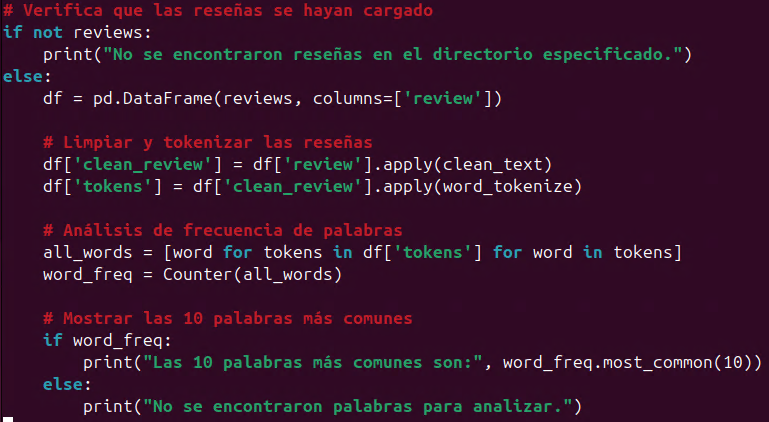 # Verifica que las reseñas se hayan cargado
if not reviews:
    print("No se encontraron reseñas en el directorio especificado.")
else:
    df = pd.DataFrame(reviews, columns=['review'])

    # Limpiar y tokenizar las reseñas
    df['clean_review'] = df['review'].apply(clean_text)
    df['tokens'] = df['clean_review'].apply(word_tokenize)

    # Análisis de frecuencia de palabras
    all_words = [word for tokens in df['tokens'] for word in tokens]
    word_freq = Counter(all_words)

    # Mostrar las 10 palabras más comunes
    if word_freq:
        print("Las 10 palabras más comunes son:", word_freq.most_common(10))
    else:
        print("No se encontraron palabras para analizar.")